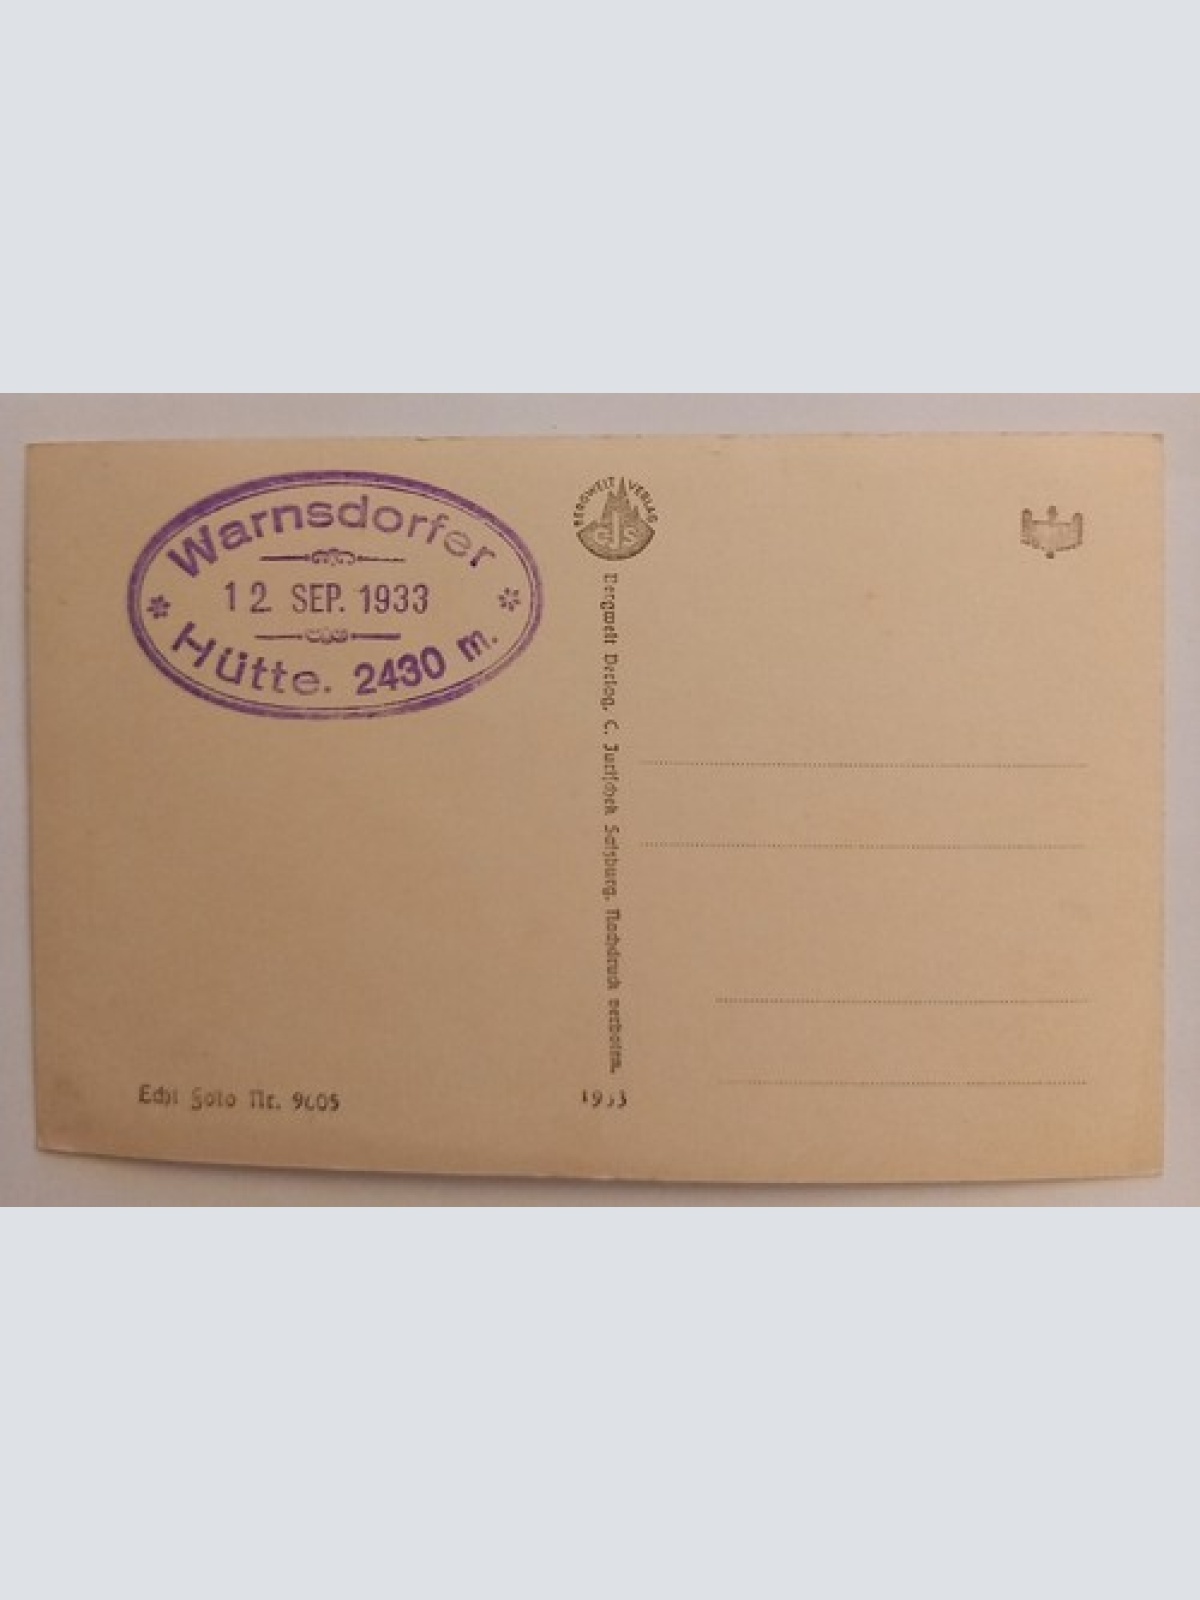 Warnsdorfer
12. SEP. 1933
Hütte. 2430 m.
BERGWELT VERLAG
CJS
Bergwelt Verlag, C. Jurischek Salzburg, Nachdruck verboten.
Echt Foto Nr. 9605
1933